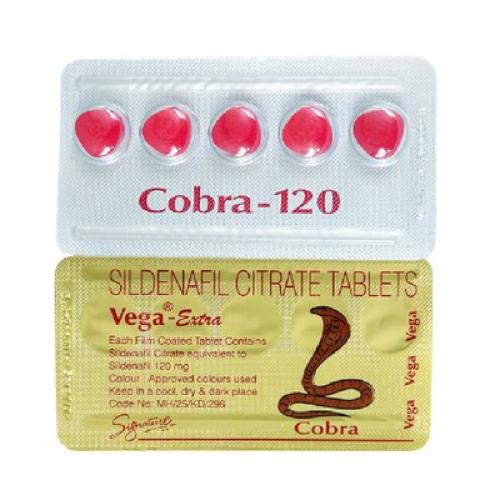 Cobra-120
SILDENAFIL CITRATE TABLETS
Vega®-Extra
Each Film Coated Tablet Contains
Sildenafil Citrate equivalent to
Sildenafil 120 mg
Colour : Approved colours used
Keep in a cool, dry & dark place
Code No: MH/25/KD/296
Signature
Cobra
Vega
Vega
Vega